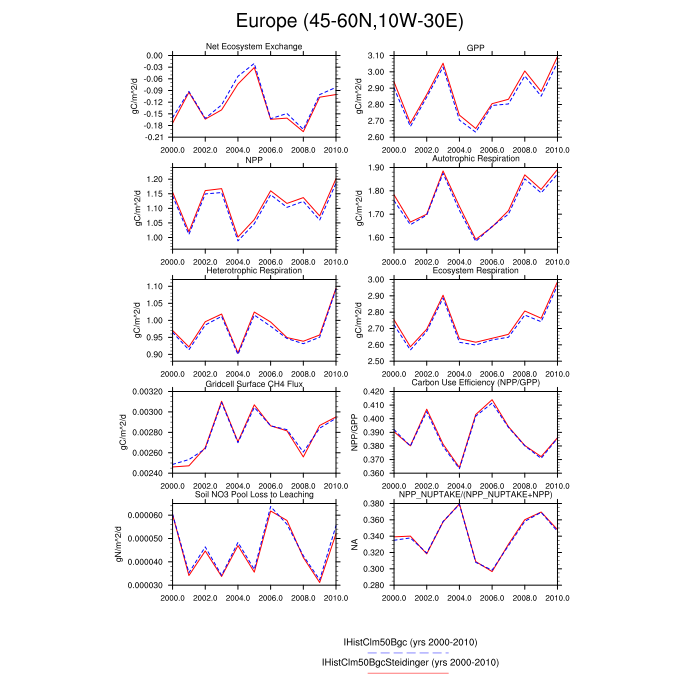 Europe (45-60N,10W-30E)
Net Ecosystem Exchange
GPP
gC/m^2/d
0.00
-0.03
-0.06
-0.09
-0.12
-0.15
-0.18
-0.21
2000.0 2002.0 2004.0 2006.0 2008.0 2010.0
gC/m^2/d
3.10
3.00
2.90
2.80
2.70
2.60
2000.0 2002.0 2004.0 2006.0 2008.0 2010.0
NPP
Autotrophic Respiration
gC/m^2/d
1.20
1.15
1.10
1.05
1.00
2000.0 2002.0 2004.0 2006.0 2008.0 2010.0
gC/m^2/d
1.90
1.80
1.70
1.60
2000.0 2002.0 2004.0 2006.0 2008.0 2010.0
Heterotrophic Respiration
Ecosystem Respiration
gC/m^2/d
1.10
1.05
1.00
0.95
0.90
2000.0 2002.0 2004.0 2006.0 2008.0 2010.0
gC/m^2/d
3.00
2.90
2.80
2.70
2.60
2.50
2000.0 2002.0 2004.0 2006.0 2008.0 2010.0
Gridcell Surface CH4 Flux
Carbon Use Efficiency (NPP/GPP)
gC/m^2/d
0.00320
0.00300
0.00280
0.00260
0.00240
2000.0 2002.0 2004.0 2006.0 2008.0 2010.0
NPP/GPP
0.420
0.410
0.400
0.390
0.380
0.370
0.360
2000.0 2002.0 2004.0 2006.0 2008.0 2010.0
Soil NO3 Pool Loss to Leaching
NPP_NUPTAKE/(NPP_NUPTAKE+NPP)
gN/m^2/d
0.000060
0.000050
0.000040
0.000030
2000.0 2002.0 2004.0 2006.0 2008.0 2010.0
NA
0.380
0.360
0.340
0.320
0.300
0.280
2000.0 2002.0 2004.0 2006.0 2008.0 2010.0
IHistClm50Bgc (yrs 2000-2010)
IHistClm50BgcSteidinger (yrs 2000-2010)